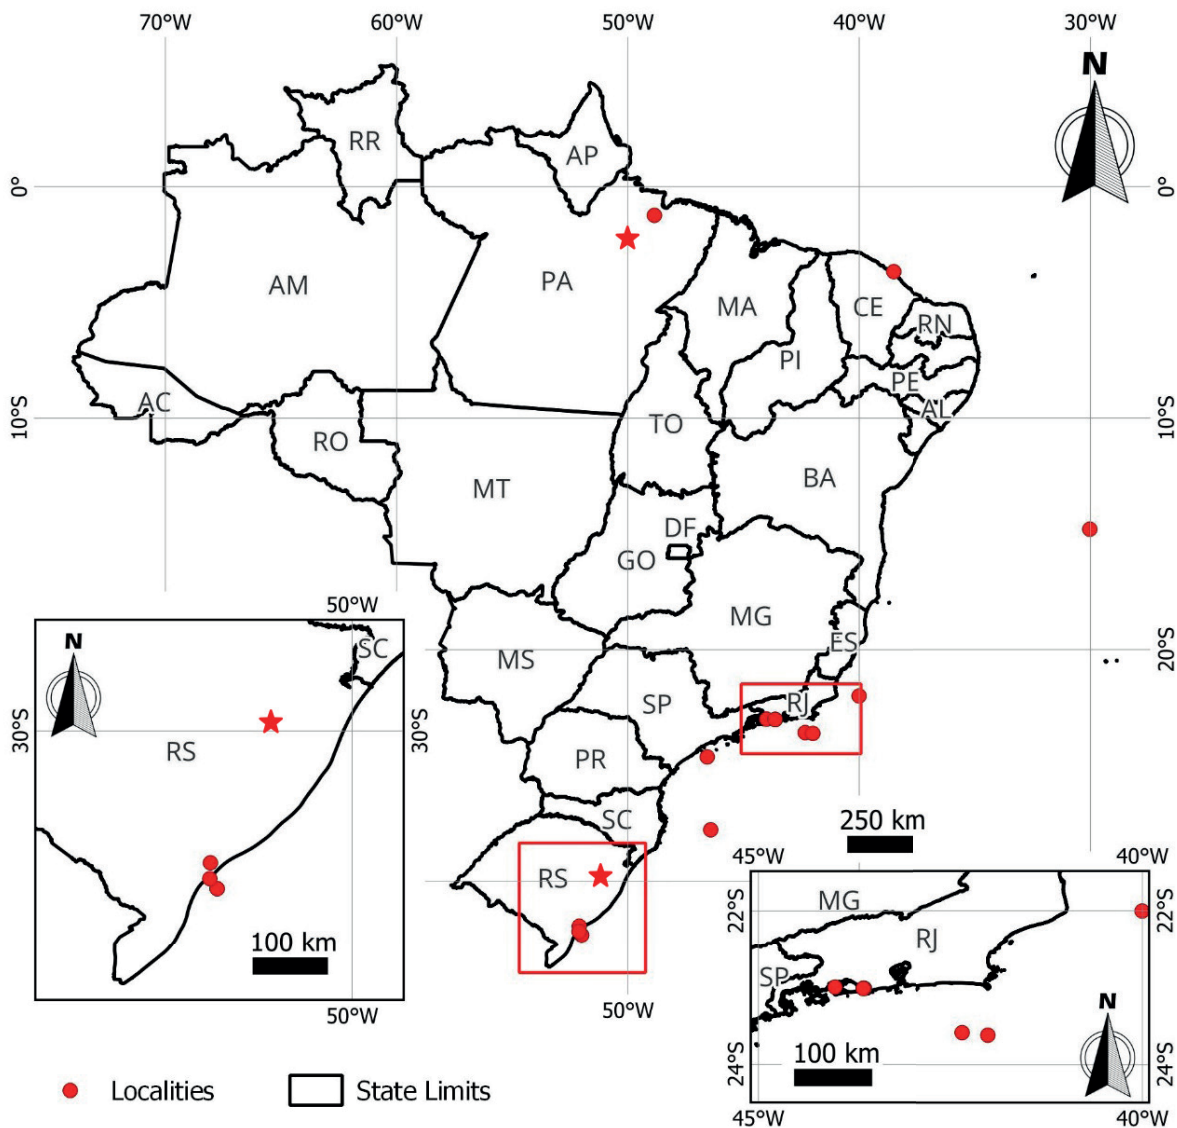 70°W 60°W 50°W 40°W 30°W
N
RR
AP
0° 0°
AM
PA
MA
CE
RN
PI
PE
AC
AL
10°S 10°S
RO
TO
MT
BA
DF
GO
MG
50°W
ES
N
SC
MS
20°S
SP
RJ
30°S
RS
30°S
PR
SC
250 km
45°W 40°W
RS
MG
22°S 22°S
RJ
100 km
SP
N
50°W 50°W
100 km
24°S 24°S
Localities State Limits
45°W 40°W